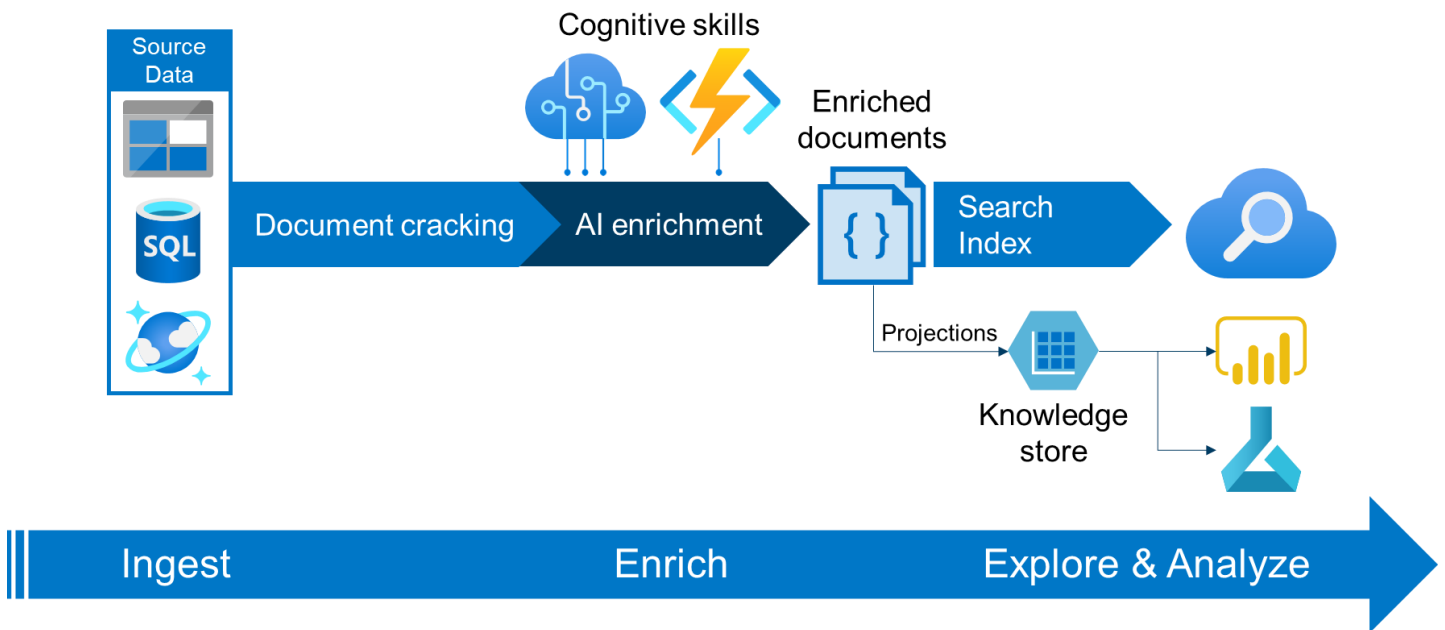 Cognitive skills
Source
Data
SQL
Enriched
documents
{ }
Document cracking
AI enrichment
Search
Index
Projections
Knowledge
store
Ingest
Enrich
Explore & Analyze